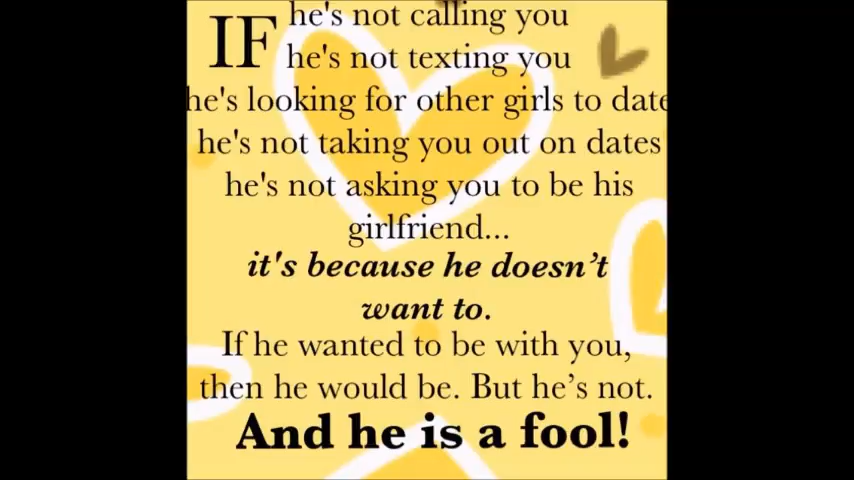 IF he's not calling you
he's not texting you
he's looking for other girls to date
he's not taking you out on dates
he's not asking you to be his
girlfriend...
it's because he doesn’t
want to.
If he wanted to be with you,
then he would be. But he’s not.
And he is a fool!